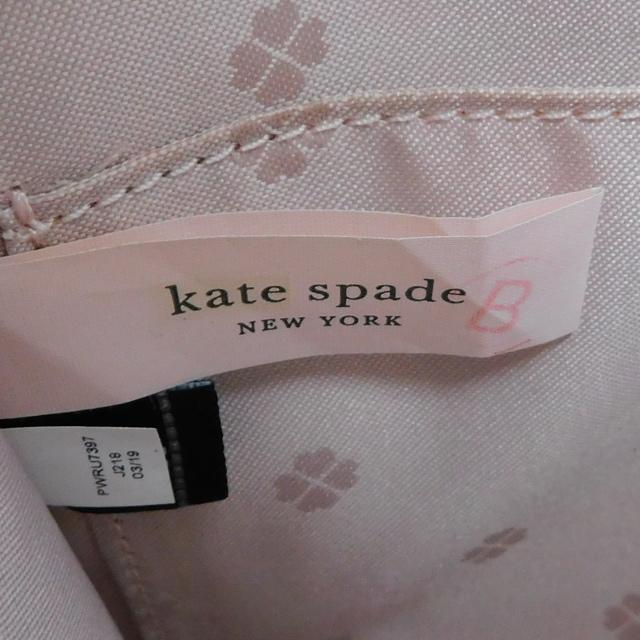 kate spade
NEW YORK
B
PWRU7397
J218
03/19